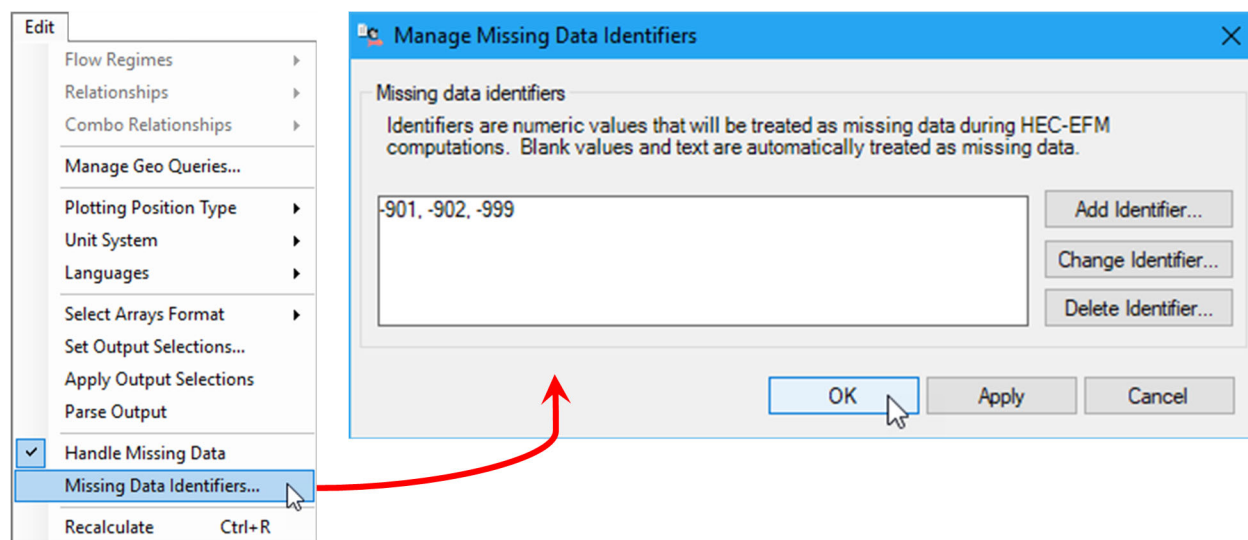 Edit
Flow Regimes
Relationships
Combo Relationships
Manage Geo Queries...
Plotting Position Type
Unit System
Languages
Select Arrays Format
Set Output Selections...
Apply Output Selections
Parse Output
Handle Missing Data
Missing Data Identifiers...
Recalculate Ctrl+R
Manage Missing Data Identifiers
Missing data identifiers
Identifiers are numeric values that will be treated as missing data during HEC-EFM
computations. Blank values and text are automatically treated as missing data.
-901, -902, -999
Add Identifier...
Change Identifier...
Delete Identifier...
OK Apply Cancel